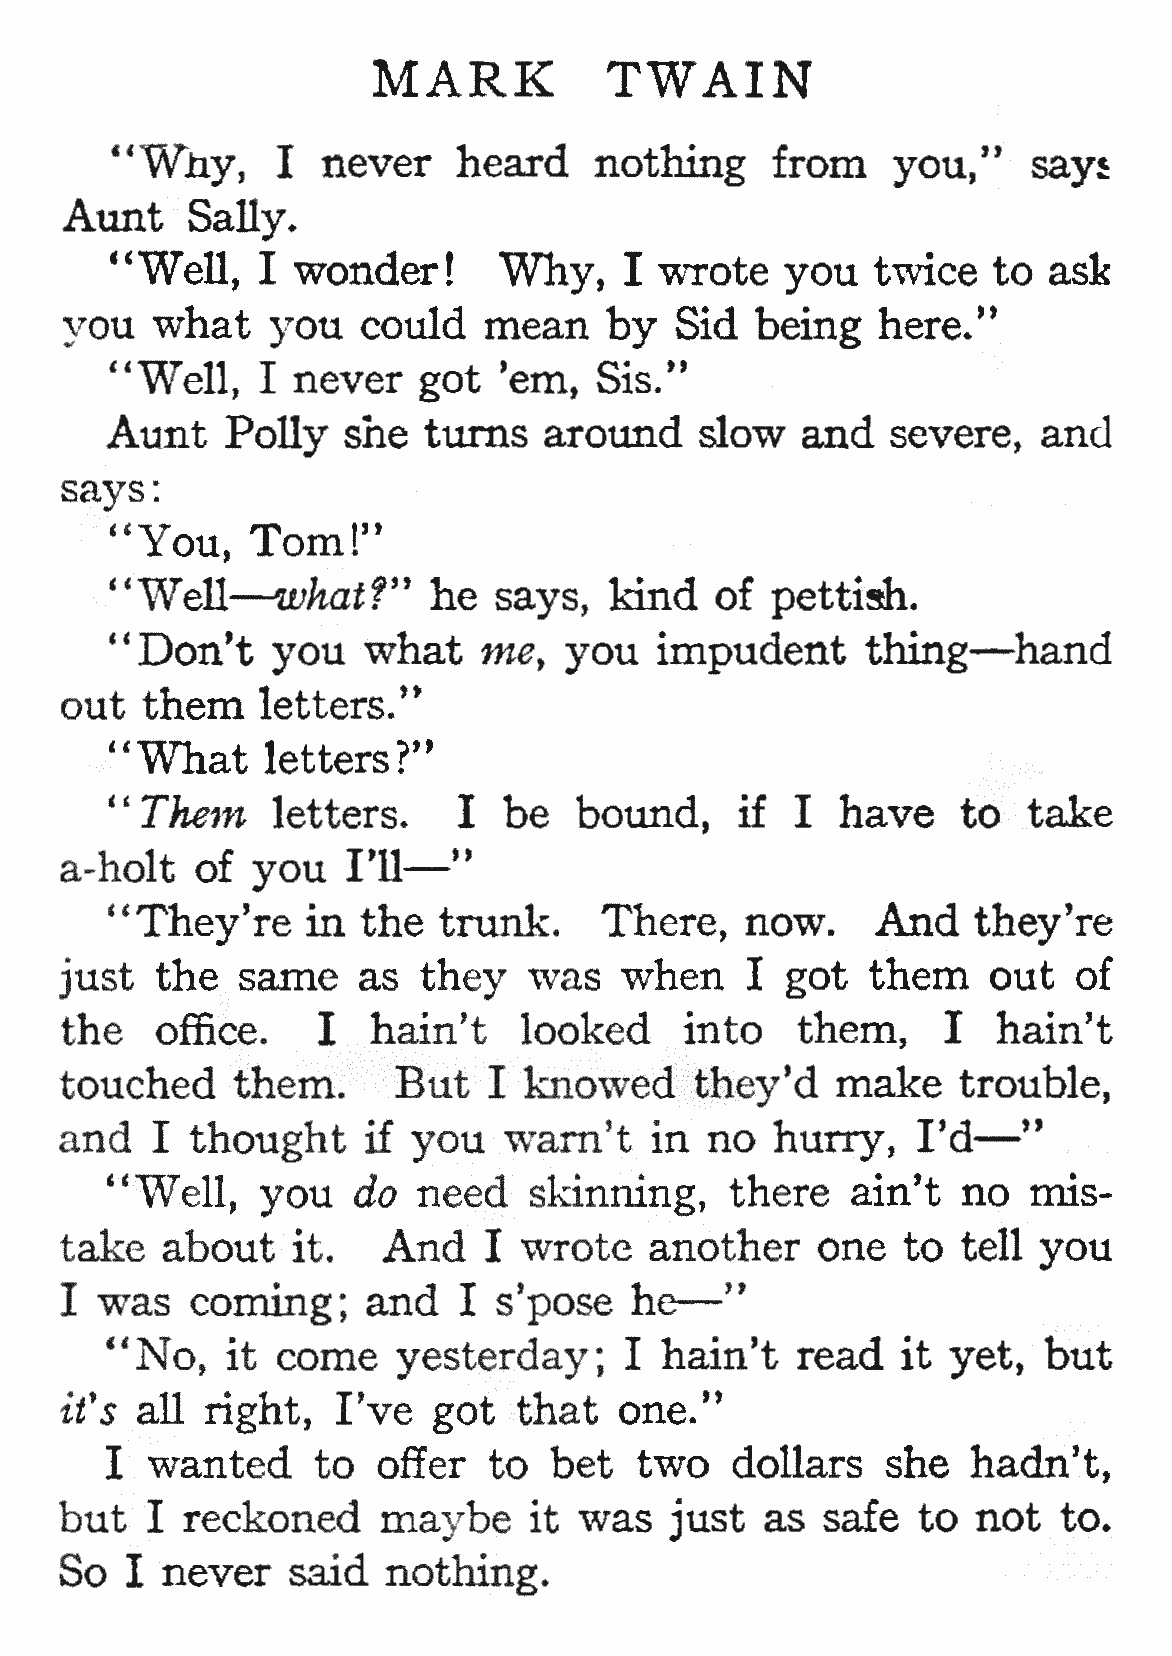 MARK TWAIN
“Why, I never heard nothing from you,” says
Aunt Sally.
“Well, I wonder! Why, I wrote you twice to ask
you what you could mean by Sid being here.”
“Well, I never got ’em, Sis.”
Aunt Polly she turns around slow and severe, and
says:
“You, Tom!”
“Well—what?” he says, kind of pettish.
“Don’t you what me, you impudent thing—hand
out them letters.”
“What letters?”
“Them letters. I be bound, if I have to take
a-holt of you I’ll—”
“They’re in the trunk. There, now. And they’re
just the same as they was when I got them out of
the office. I hain’t looked into them, I hain’t
touched them. But I knowed they’d make trouble,
and I thought if you warn’t in no hurry, I’d—”
“Well, you do need skinning, there ain’t no mis-
take about it. And I wrote another one to tell you
I was coming; and I s’pose he—”
“No, it come yesterday; I hain’t read it yet, but
it’s all right, I’ve got that one.”
I wanted to offer to bet two dollars she hadn’t,
but I reckoned maybe it was just as safe to not to.
So I never said nothing.